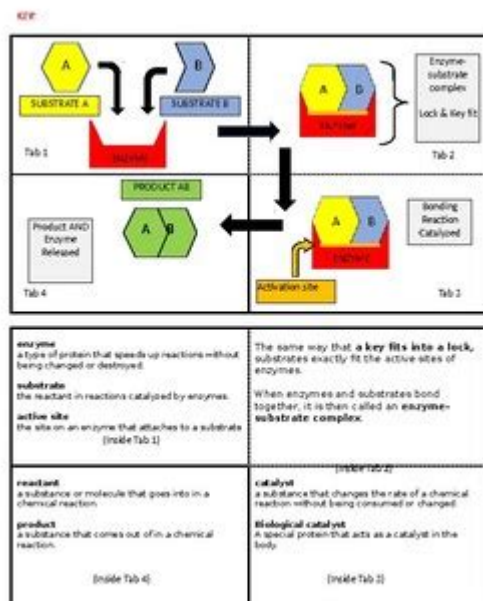 KEY
A
B
SUBSTRATE A
SUBSTRATE B
ENZYME
Tab 1
A
B
ENZYME
Enzyme-
substrate
complex
Lock & Key fit
Tab 2
PRODUCT AB
A
B
Product AND
Enzyme
Released
Tab 4
A
B
ENZYME
Activation site
Bonding
Reaction
Catalyzed
Tab 3
enzyme
a type of protein that speeds up reactions without
being changed or destroyed.
substrate
the reactant in reactions catalyzed by enzymes.
active site
the site on an enzyme that attaches to a substrate
(Inside Tab 1)
The same way that a key fits into a lock,
substrates exactly fit the active sites of
enzymes.
When enzymes and substrates bond
together, it is then called an enzyme-
substrate complex.
(Inside Tab 2)
reactant
a substance or molecule that goes into in a
chemical reaction.
product
a substance that comes out of in a chemical
reaction.
(Inside Tab 4)
catalyst
a substance that changes the rate of a chemical
reaction without being consumed or changed.
Biological catalyst
A special protein that acts as a catalyst in the
body.
(Inside Tab 3)